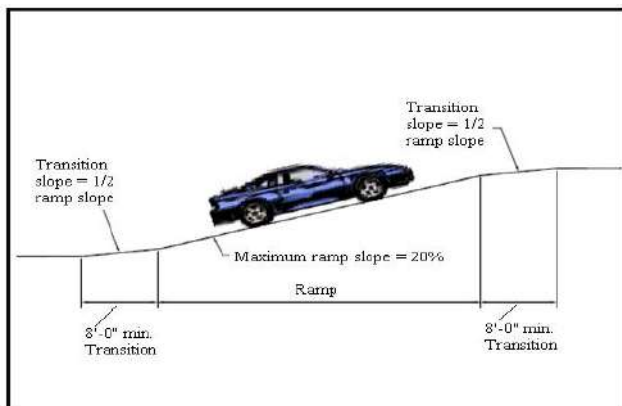 Transition
slope = 1/2
ramp slope
Transition
slope = 1/2
ramp slope
Maximum ramp slope = 20%
Ramp
8'-0" min.
Transition
8'-0" min.
Transition